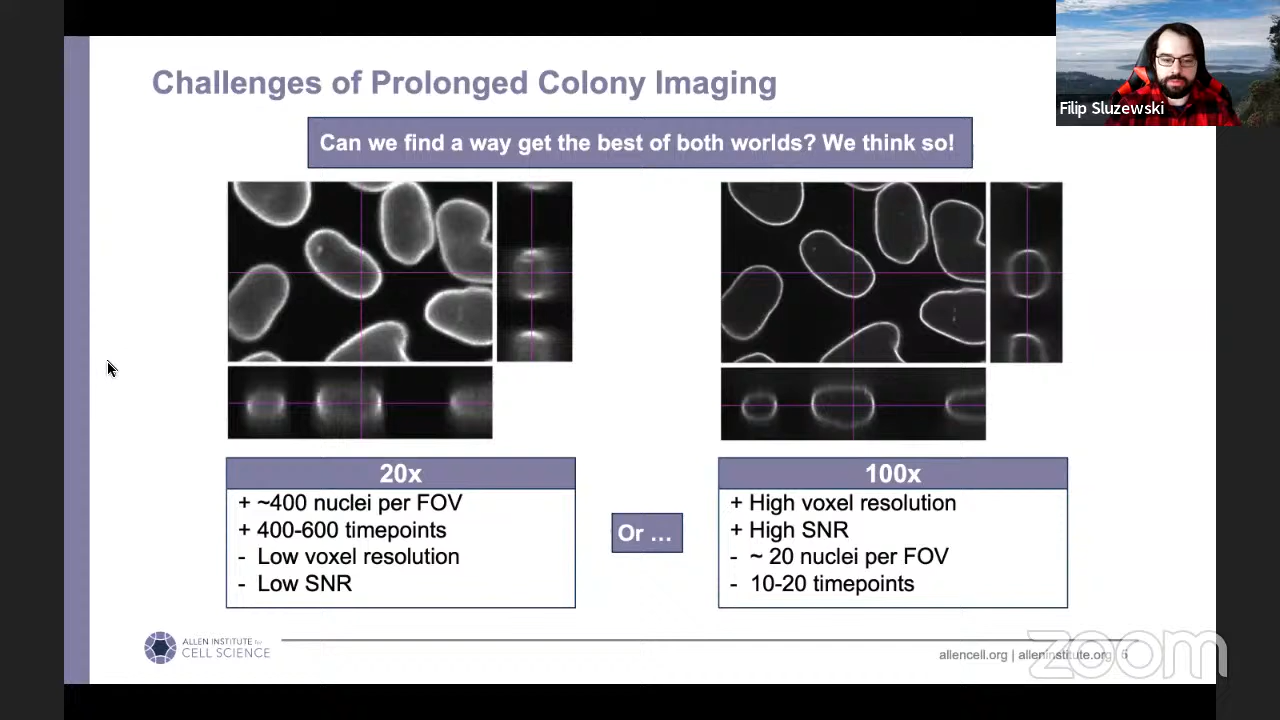 Challenges of Prolonged Colony Imaging
Filip Sluzewski
Can we find a way get the best of both worlds? We think so!
20x
+ ~400 nuclei per FOV
+ 400-600 timepoints
- Low voxel resolution
- Low SNR
Or ...
100x
+ High voxel resolution
+ High SNR
- ~ 20 nuclei per FOV
- 10-20 timepoints
ALLEN INSTITUTE for
CELL SCIENCE
allencell.org | alleninstitute.org 5
zoom